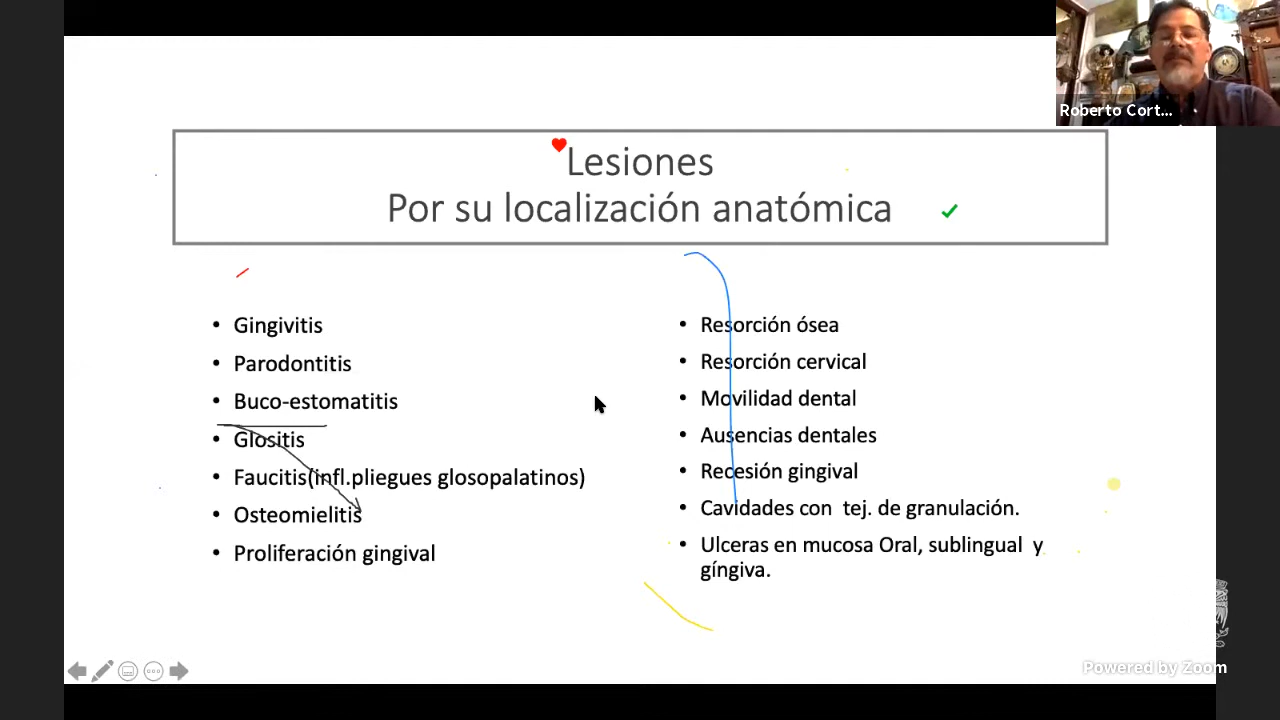 Roberto Cort...
Lesiones
Por su localización anatómica
• Gingivitis
• Parodontitis
• Buco-estomatitis
• Glositis
• Faucitis(infl.pliegues glosopalatinos)
• Osteomielitis
• Proliferación gingival
• Resorción ósea
• Resorción cervical
• Movilidad dental
• Ausencias dentales
• Recesión gingival
• Cavidades con tej. de granulación.
• Ulceras en mucosa Oral, sublingual y
gíngiva.
Powered by Zoom